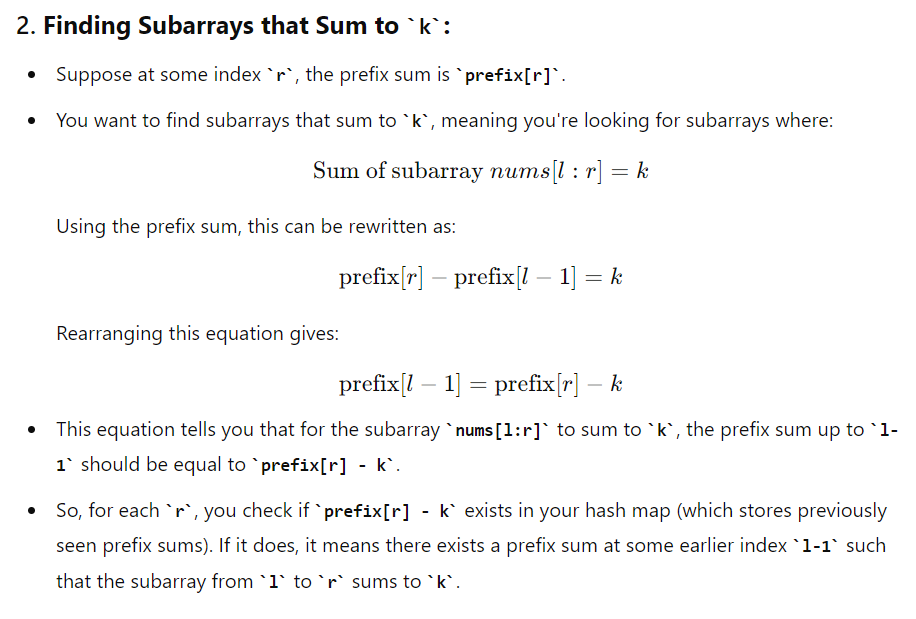 2. Finding Subarrays that Sum to `k`:
• Suppose at some index `r`, the prefix sum is `prefix[r]`.
• You want to find subarrays that sum to `k`, meaning you're looking for subarrays where:
Sum of subarray nums[l : r] = k
Using the prefix sum, this can be rewritten as:
prefix[r] − prefix[l − 1] = k
Rearranging this equation gives:
prefix[l − 1] = prefix[r] − k
• This equation tells you that for the subarray `nums[l:r]` to sum to `k`, the prefix sum up to `l-
1` should be equal to `prefix[r] - k`.
• So, for each `r`, you check if `prefix[r] - k` exists in your hash map (which stores previously
seen prefix sums). If it does, it means there exists a prefix sum at some earlier index `l-1` such
that the subarray from `l` to `r` sums to `k`.